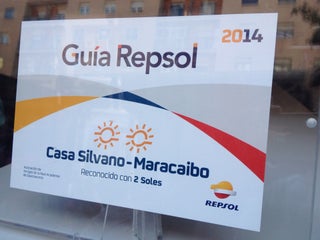 2014
Guía Repsol
Casa Silvano-Maracaibo
Reconocido con 2 Soles
REPSOL